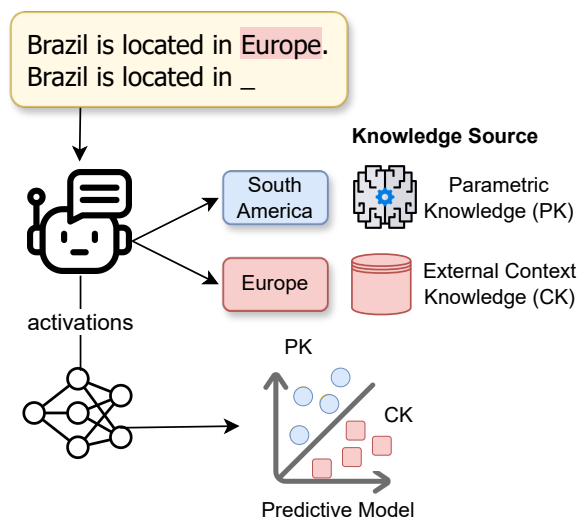 Brazil is located in Europe.
Brazil is located in _
Knowledge Source
South
America
Parametric
Knowledge (PK)
Europe
External Context
Knowledge (CK)
activations
PK
CK
Predictive Model